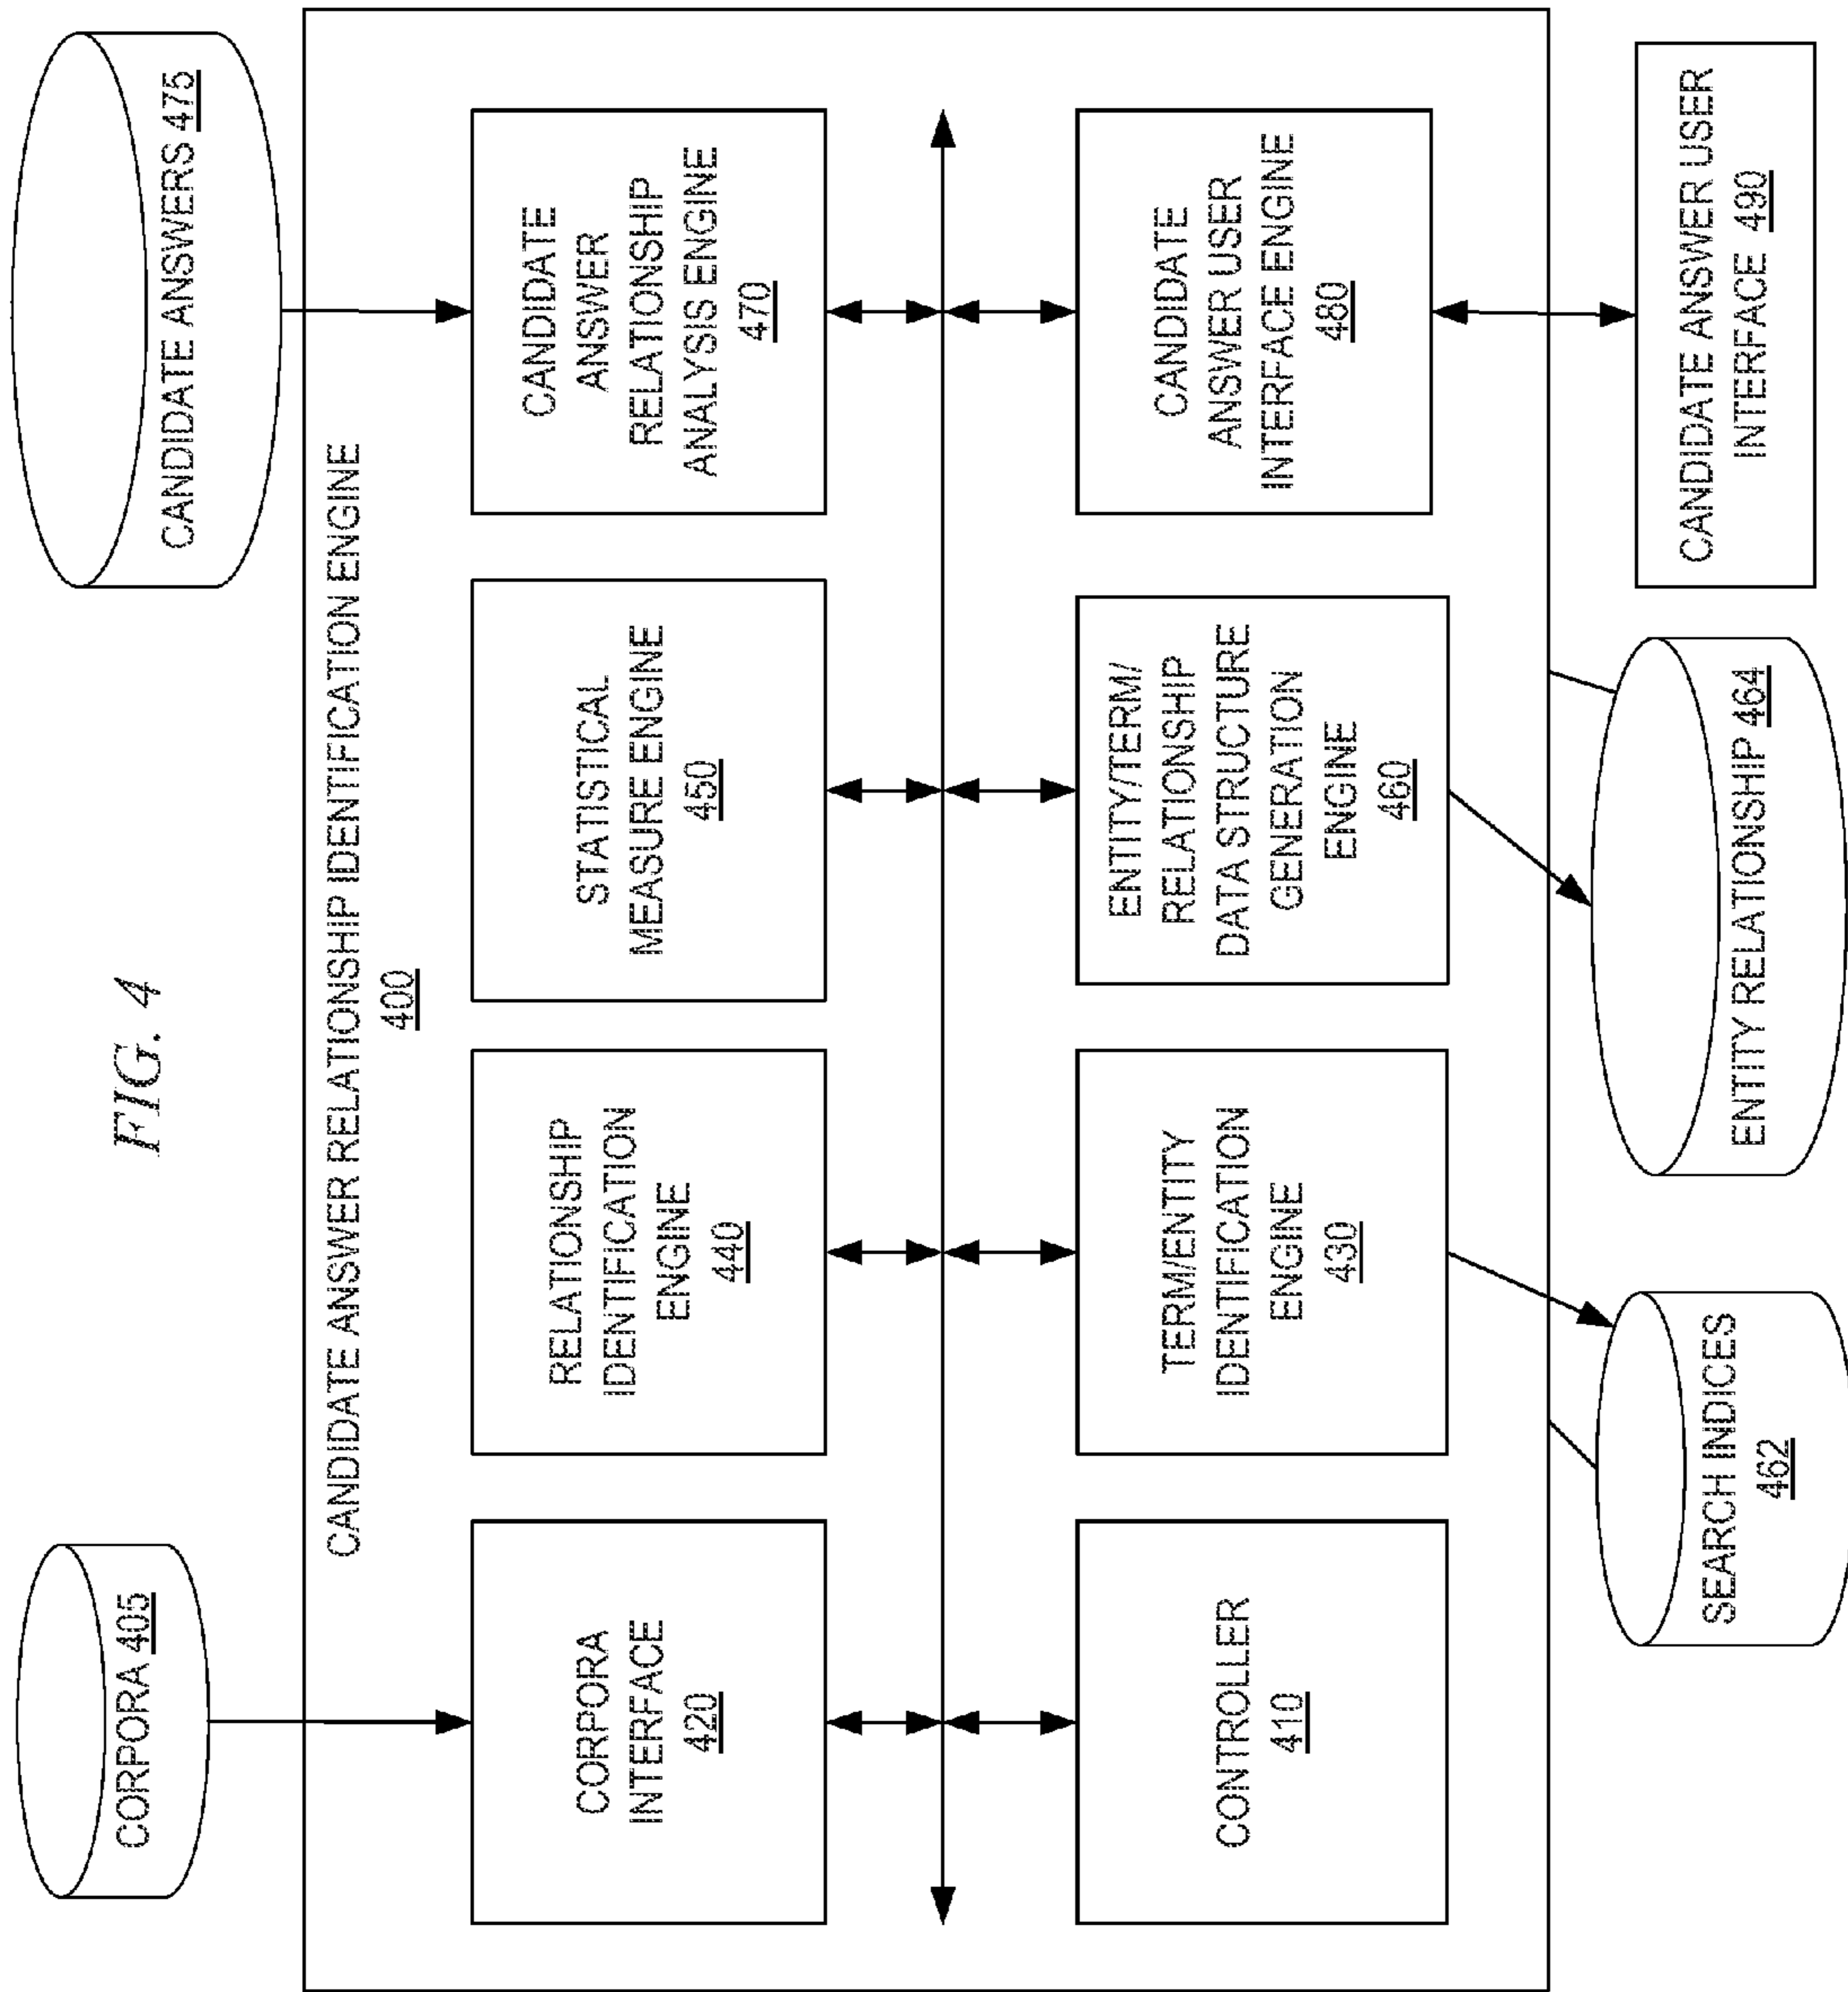 FIG. 4
CORPORA 405
CANDIDATE ANSWERS 475
CANDIDATE ANSWER RELATIONSHIP IDENTIFICATION ENGINE
400
CORPORA
INTERFACE
420
RELATIONSHIP
IDENTIFICATION
ENGINE
440
STATISTICAL
MEASURE ENGINE
450
CANDIDATE
ANSWER
RELATIONSHIP
ANALYSIS ENGINE
470
CONTROLLER
410
TERM/ENTITY
IDENTIFICATION
ENGINE
430
ENTITY/TERM/
RELATIONSHIP
DATA STRUCTURE
GENERATION
ENGINE
460
CANDIDATE
ANSWER USER
INTERFACE ENGINE
480
SEARCH INDICES
462
ENTITY RELATIONSHIP 464
CANDIDATE ANSWER USER
INTERFACE 490